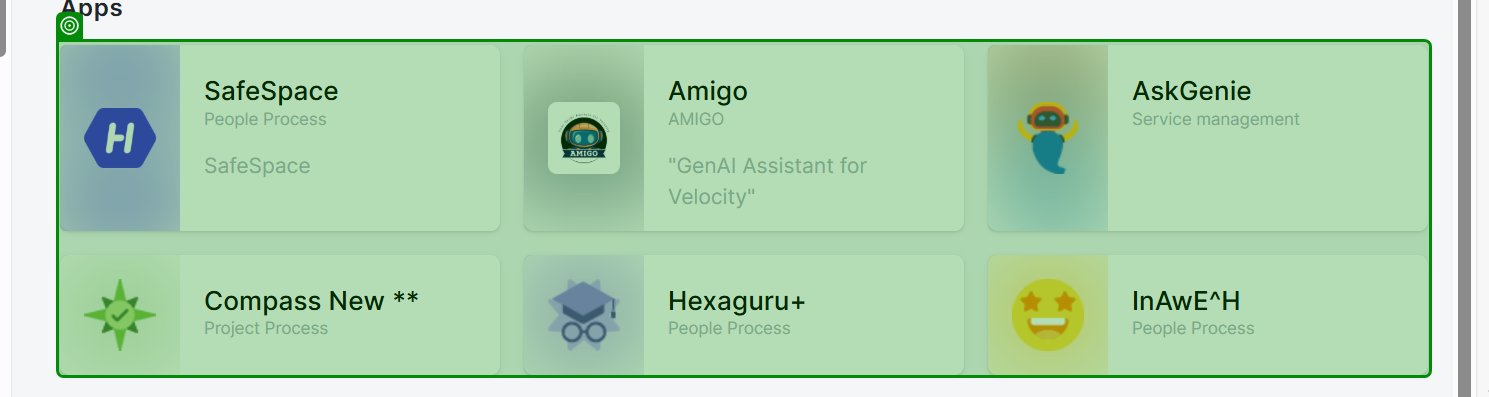 Apps
SafeSpace
People Process
SafeSpace
Amigo
AMIGO
"GenAI Assistant for
Velocity"
AMIGO
AskGenie
Service management
Compass New **
Project Process
Hexaguru+
People Process
InAwE^H
People Process